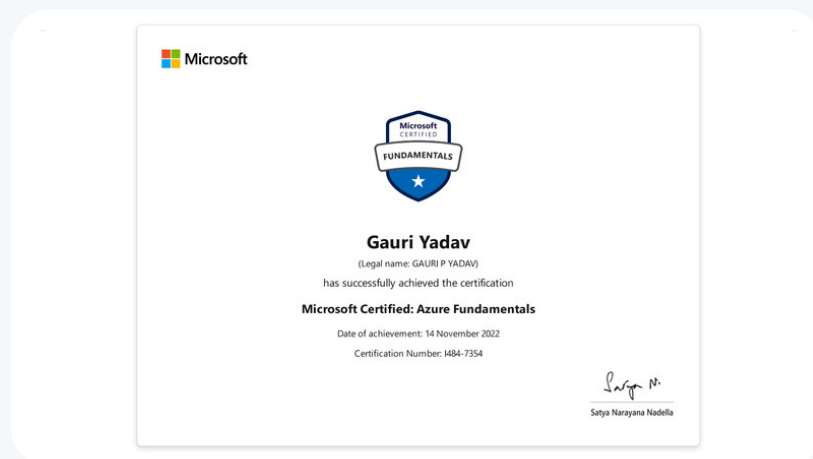 Microsoft
Microsoft
CERTIFIED
FUNDAMENTALS
Gauri Yadav
(Legal name: GAURI P YADAV)
has successfully achieved the certification
Microsoft Certified: Azure Fundamentals
Date of achievement: 14 November 2022
Certification Number: I484-7354
Satya N.
Satya Narayana Nadella